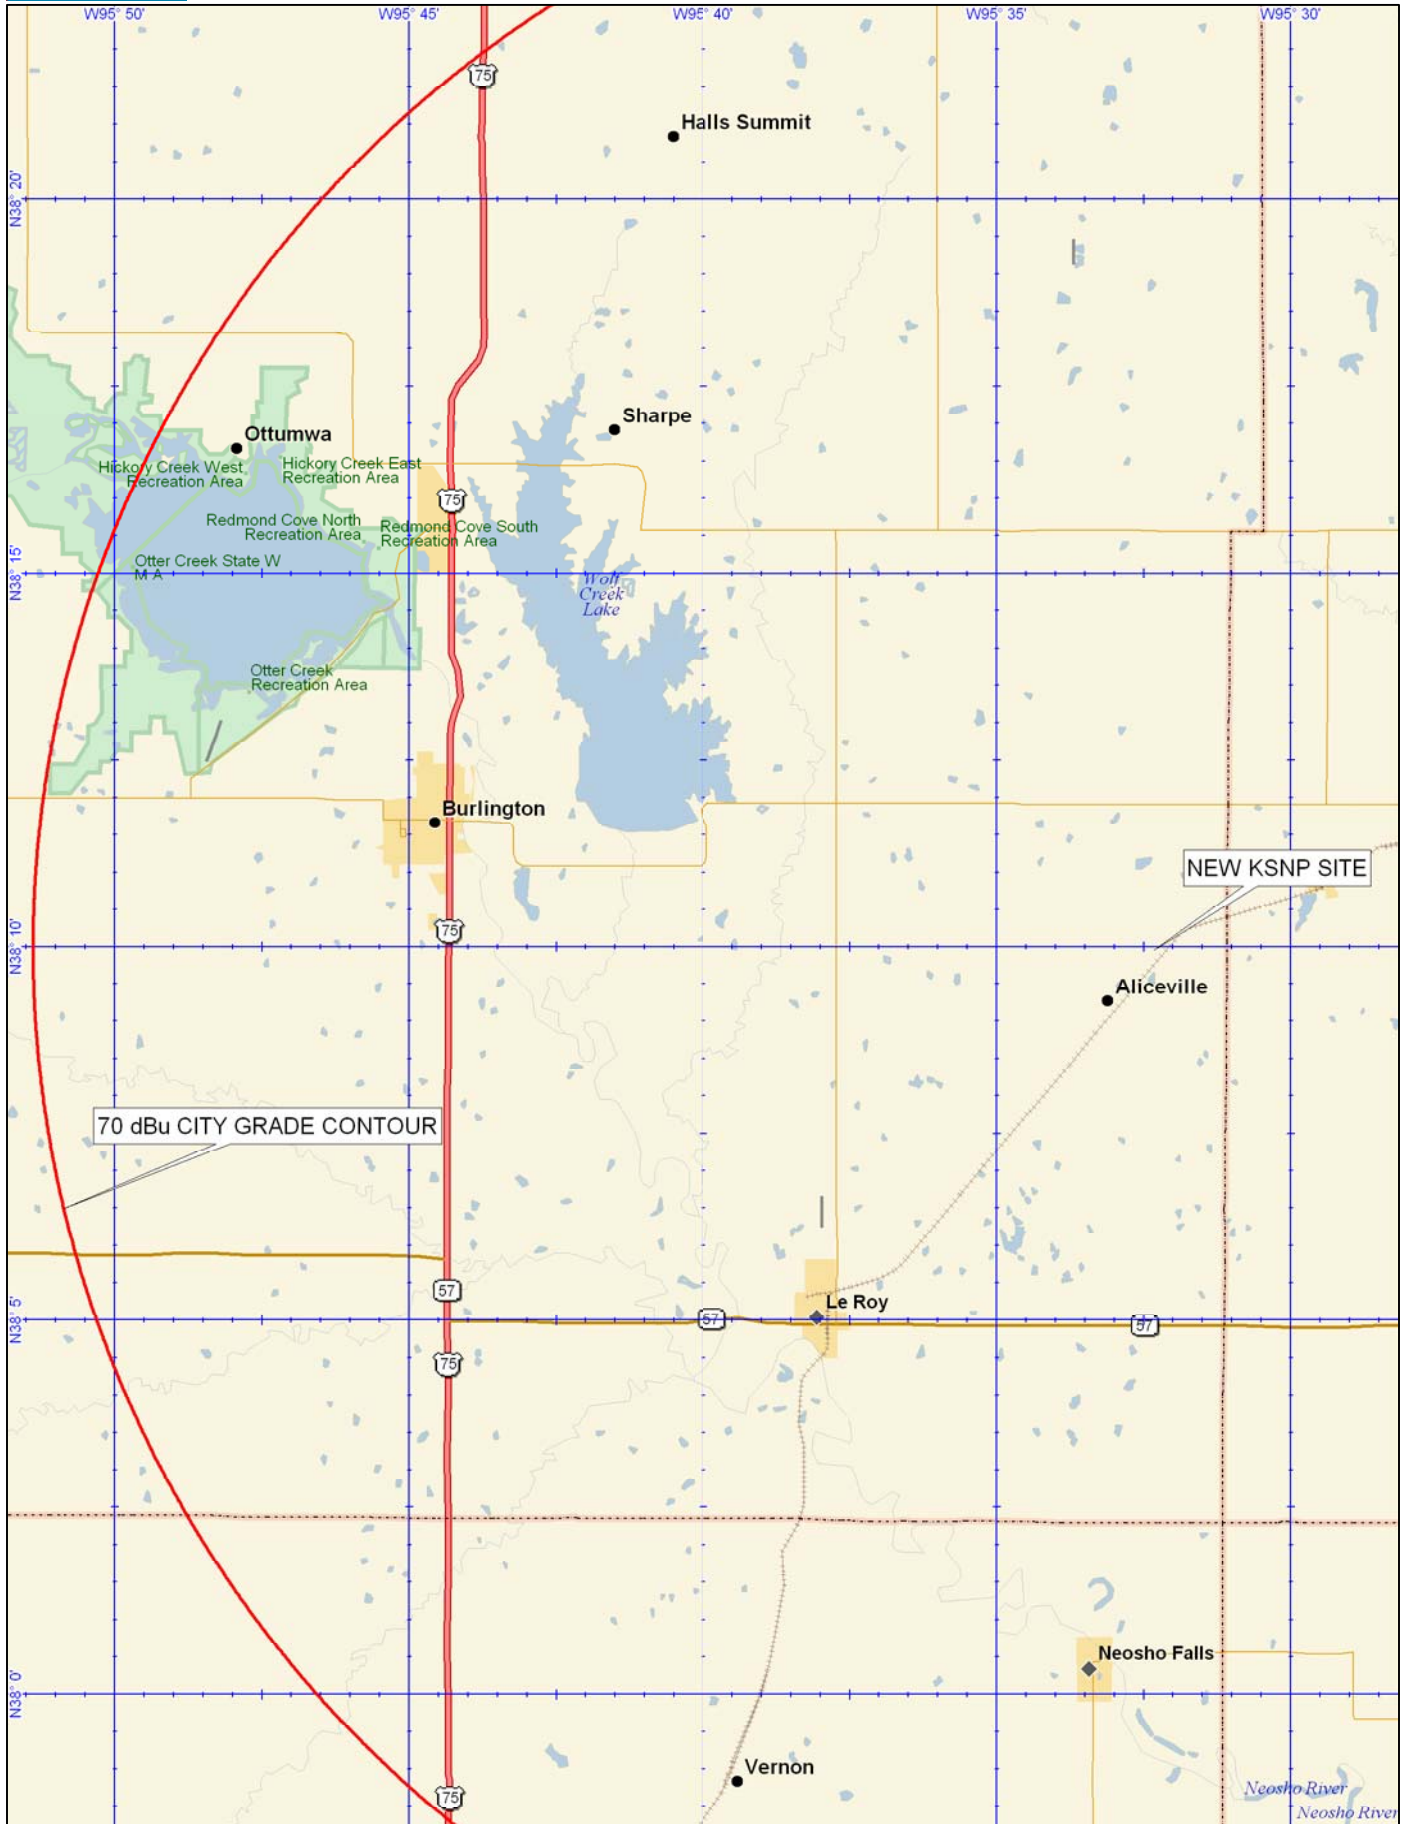 W95° 50'
W95° 45'
W95° 40'
W95° 35'
W95° 30'
75
Halls Summit
N38° 20'
Sharpe
Ottumwa
Hickory Creek West
Recreation Area
Hickory Creek East
Recreation Area
75
Redmond Cove North
Recreation Area
Redmond Cove South
Recreation Area
Otter Creek State W
M A
N38° 15'
Wolf
Creek
Lake
Otter Creek
Recreation Area
Burlington
NEW KSNP SITE
75
N38° 10'
Aliceville
70 dBu CITY GRADE CONTOUR
57
Le Roy
N38° 5'
57
57
75
Neosho Falls
N38° 0'
Vernon
75
Neosho River
Neosho River